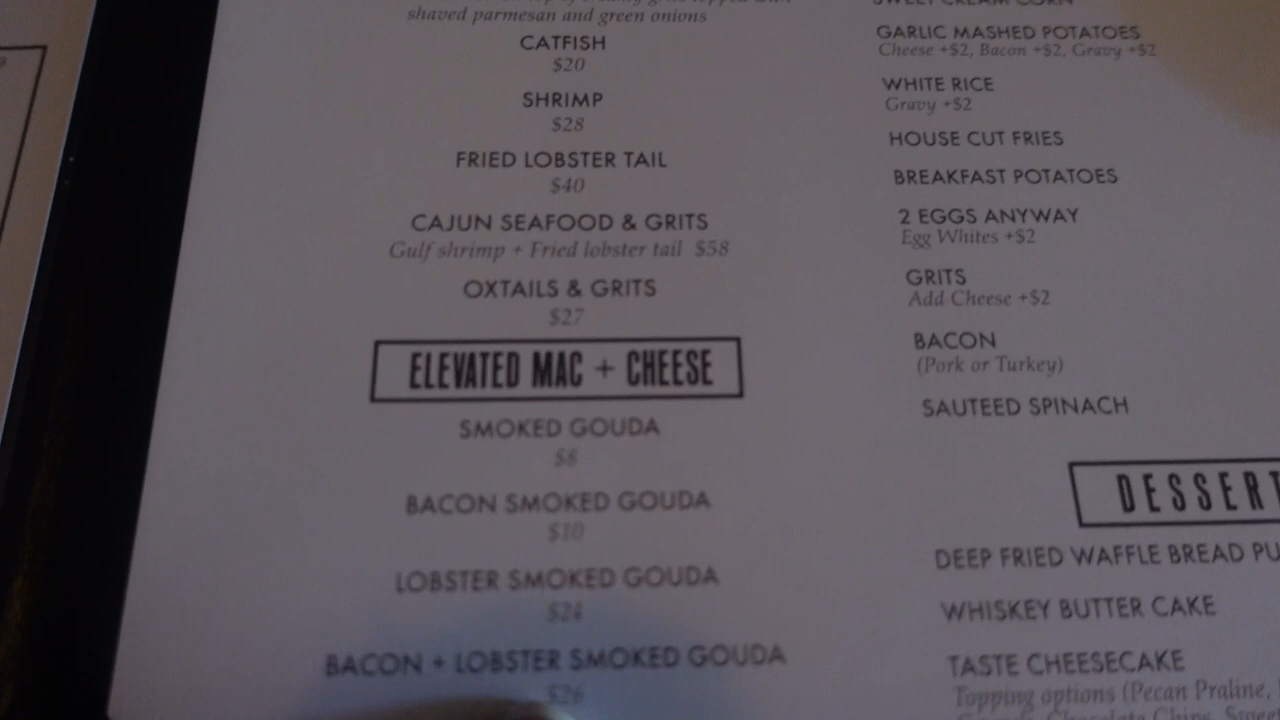 shaved parmesan and green onions
CATFISH
$20
SHRIMP
$28
FRIED LOBSTER TAIL
$40
CAJUN SEAFOOD & GRITS
Gulf shrimp + Fried lobster tail $58
OXTAILS & GRITS
$27
ELEVATED MAC + CHEESE
SMOKED GOUDA
$8
BACON SMOKED GOUDA
$10
LOBSTER SMOKED GOUDA
$24
BACON + LOBSTER SMOKED GOUDA
$26
SWEET CREAM CORN
GARLIC MASHED POTATOES
Cheese +$2, Bacon +$2, Gravy +$2
WHITE RICE
Gravy +$2
HOUSE CUT FRIES
BREAKFAST POTATOES
2 EGGS ANYWAY
Egg Whites +$2
GRITS
Add Cheese +$2
BACON
(Pork or Turkey)
SAUTEED SPINACH
DESSERT
DEEP FRIED WAFFLE BREAD PU
WHISKEY BUTTER CAKE
TASTE CHEESECAKE
Topping options (Pecan Praline,